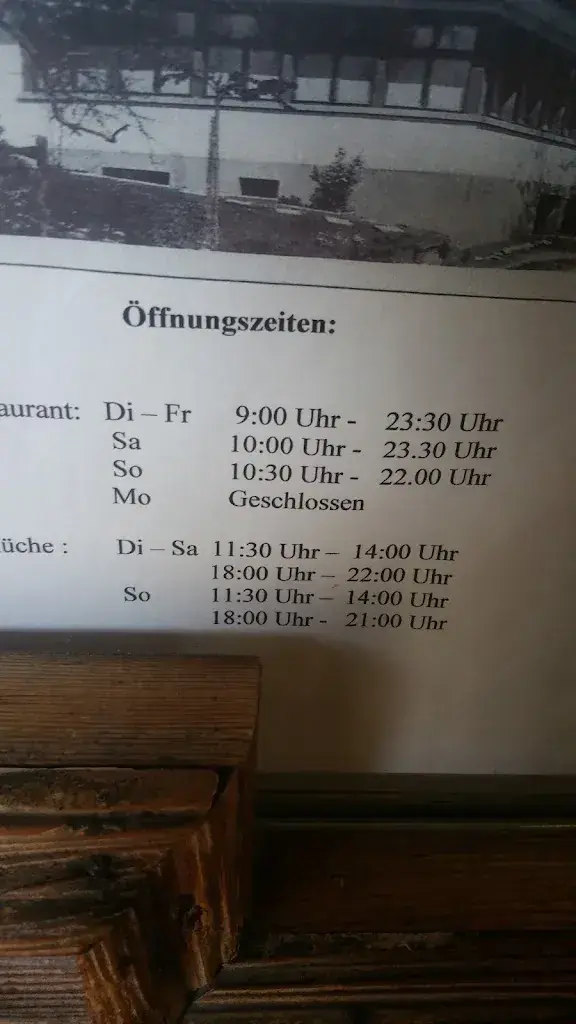 Öffnungszeiten:
aurant: Di – Fr 9:00 Uhr - 23:30 Uhr
Sa 10:00 Uhr - 23.30 Uhr
So 10:30 Uhr - 22.00 Uhr
Mo Geschlossen
üche : Di – Sa 11:30 Uhr – 14:00 Uhr
18:00 Uhr – 22:00 Uhr
So 11:30 Uhr – 14:00 Uhr
18:00 Uhr - 21:00 Uhr